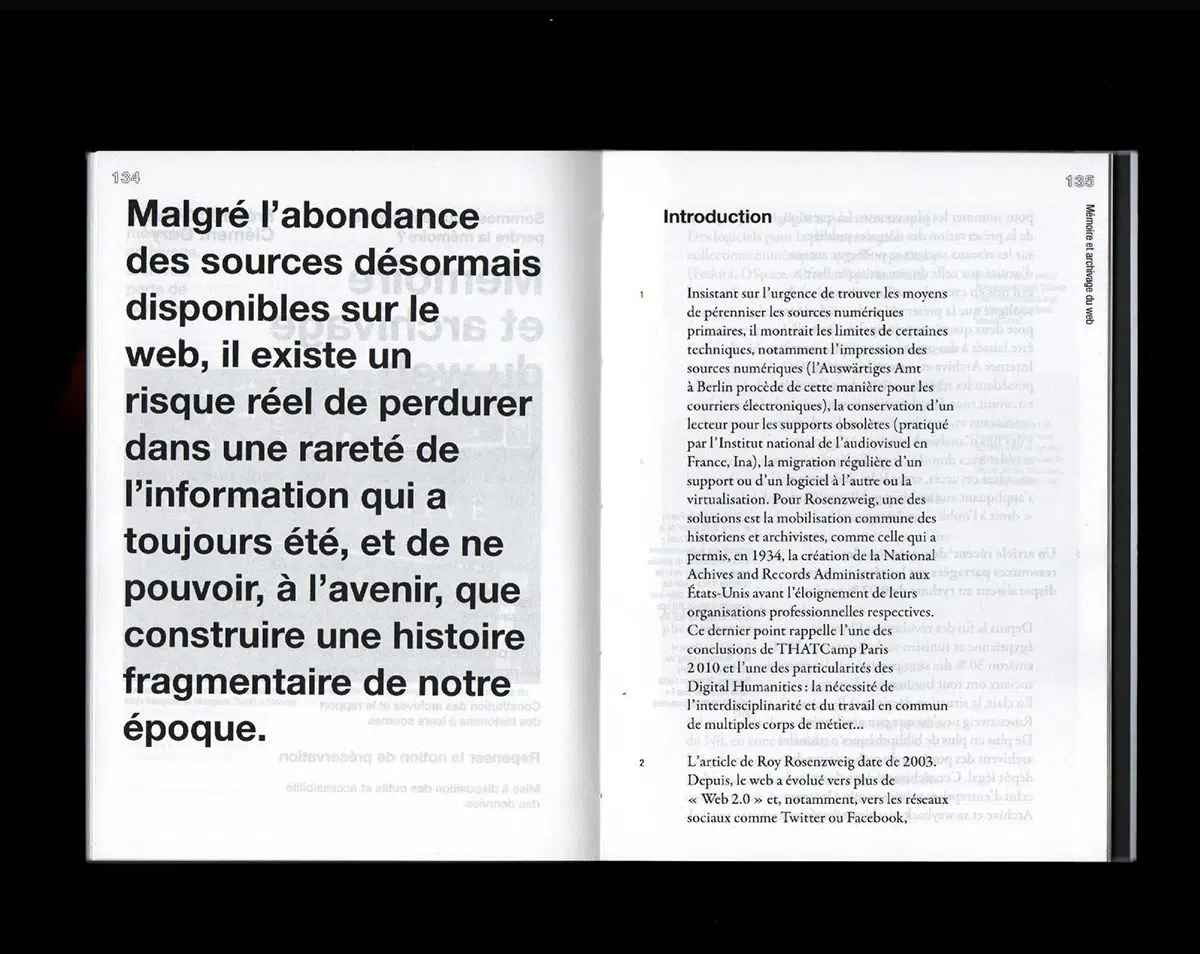 134
Malgré l’abondance
des sources désormais
disponibles sur le
web, il existe un
risque réel de perdurer
dans une rareté de
l’information qui a
toujours été, et de ne
pouvoir, à l’avenir, que
construire une histoire
fragmentaire de notre
époque.
135
Mémoire et archivage du web
Introduction
1 Insistant sur l’urgence de trouver les moyens
de pérenniser les sources numériques
primaires, il montrait les limites de certaines
techniques, notamment l’impression des
sources numériques (l’Auswärtiges Amt
à Berlin procède de cette manière pour les
courriers électroniques), la conservation d’un
lecteur pour les supports obsolètes (pratiqué
par l’Institut national de l’audiovisuel en
France, Ina), la migration régulière d’un
support ou d’un logiciel à l’autre ou la
virtualisation. Pour Rosenzweig, une des
solutions est la mobilisation commune des
historiens et archivistes, comme celle qui a
permis, en 1934, la création de la National
Achives and Records Administration aux
États-Unis avant l’éloignement de leurs
organisations professionnelles respectives.
Ce dernier point rappelle l’une des
conclusions de THATCamp Paris
2010 et l’une des particularités des
Digital Humanities : la nécessité de
l’interdisciplinarité et du travail en commun
de multiples corps de métier...
2 L’article de Roy Rosenzweig date de 2003.
Depuis, le web a évolué vers plus de
« Web 2.0 » et, notamment, vers les réseaux
sociaux comme Twitter ou Facebook,